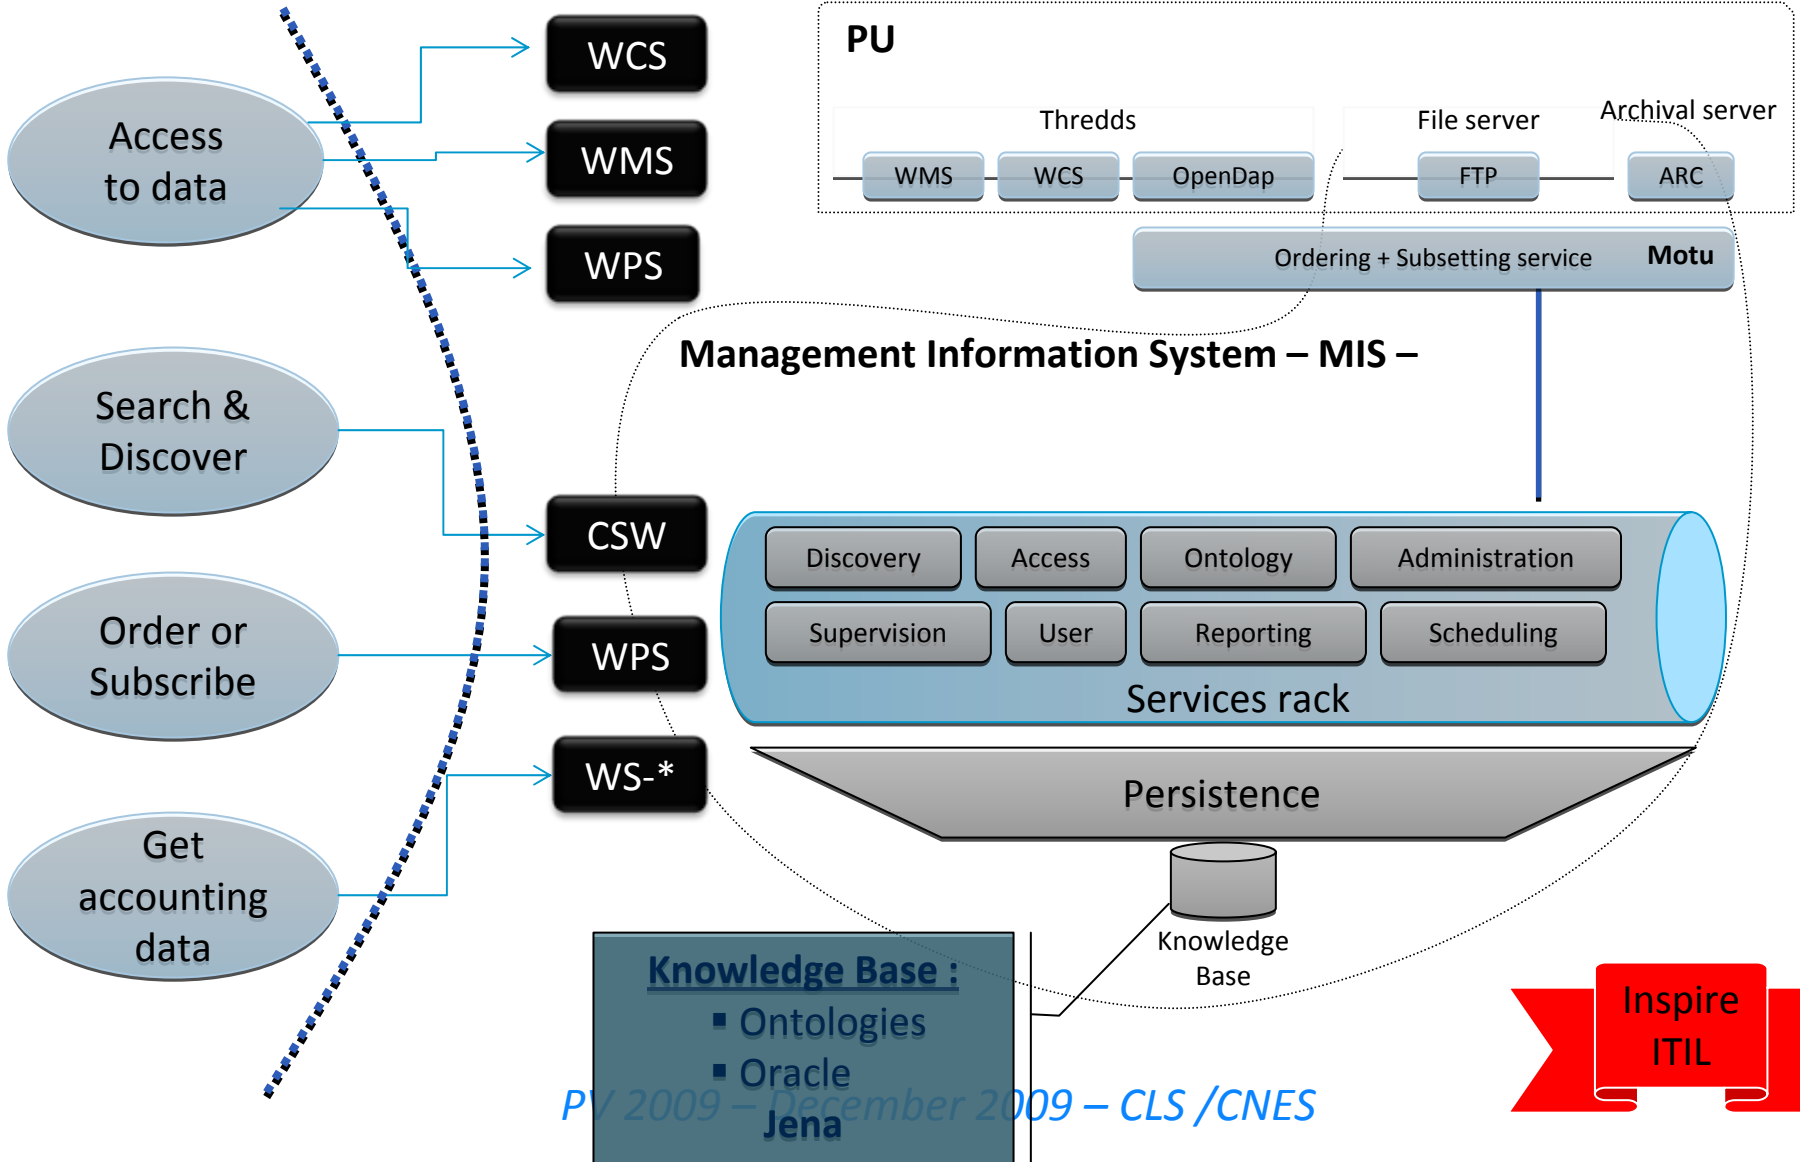 WCS
PU
Access
to data
Thredds
File server
Archival server
WMS
WMS
WCS
OpenDap
FTP
ARC
WPS
Ordering + Subsetting service
Motu
Management Information System – MIS –
Search &
Discover
CSW
Discovery
Access
Ontology
Administration
Order or
Subscribe
WPS
Supervision
User
Reporting
Scheduling
Services rack
WS-*
Persistence
Get
accounting
data
Knowledge
Base
Knowledge Base :
▪ Ontologies
▪ Oracle
Jena
PV 2009 – December 2009 – CLS /CNES
Inspire
ITIL